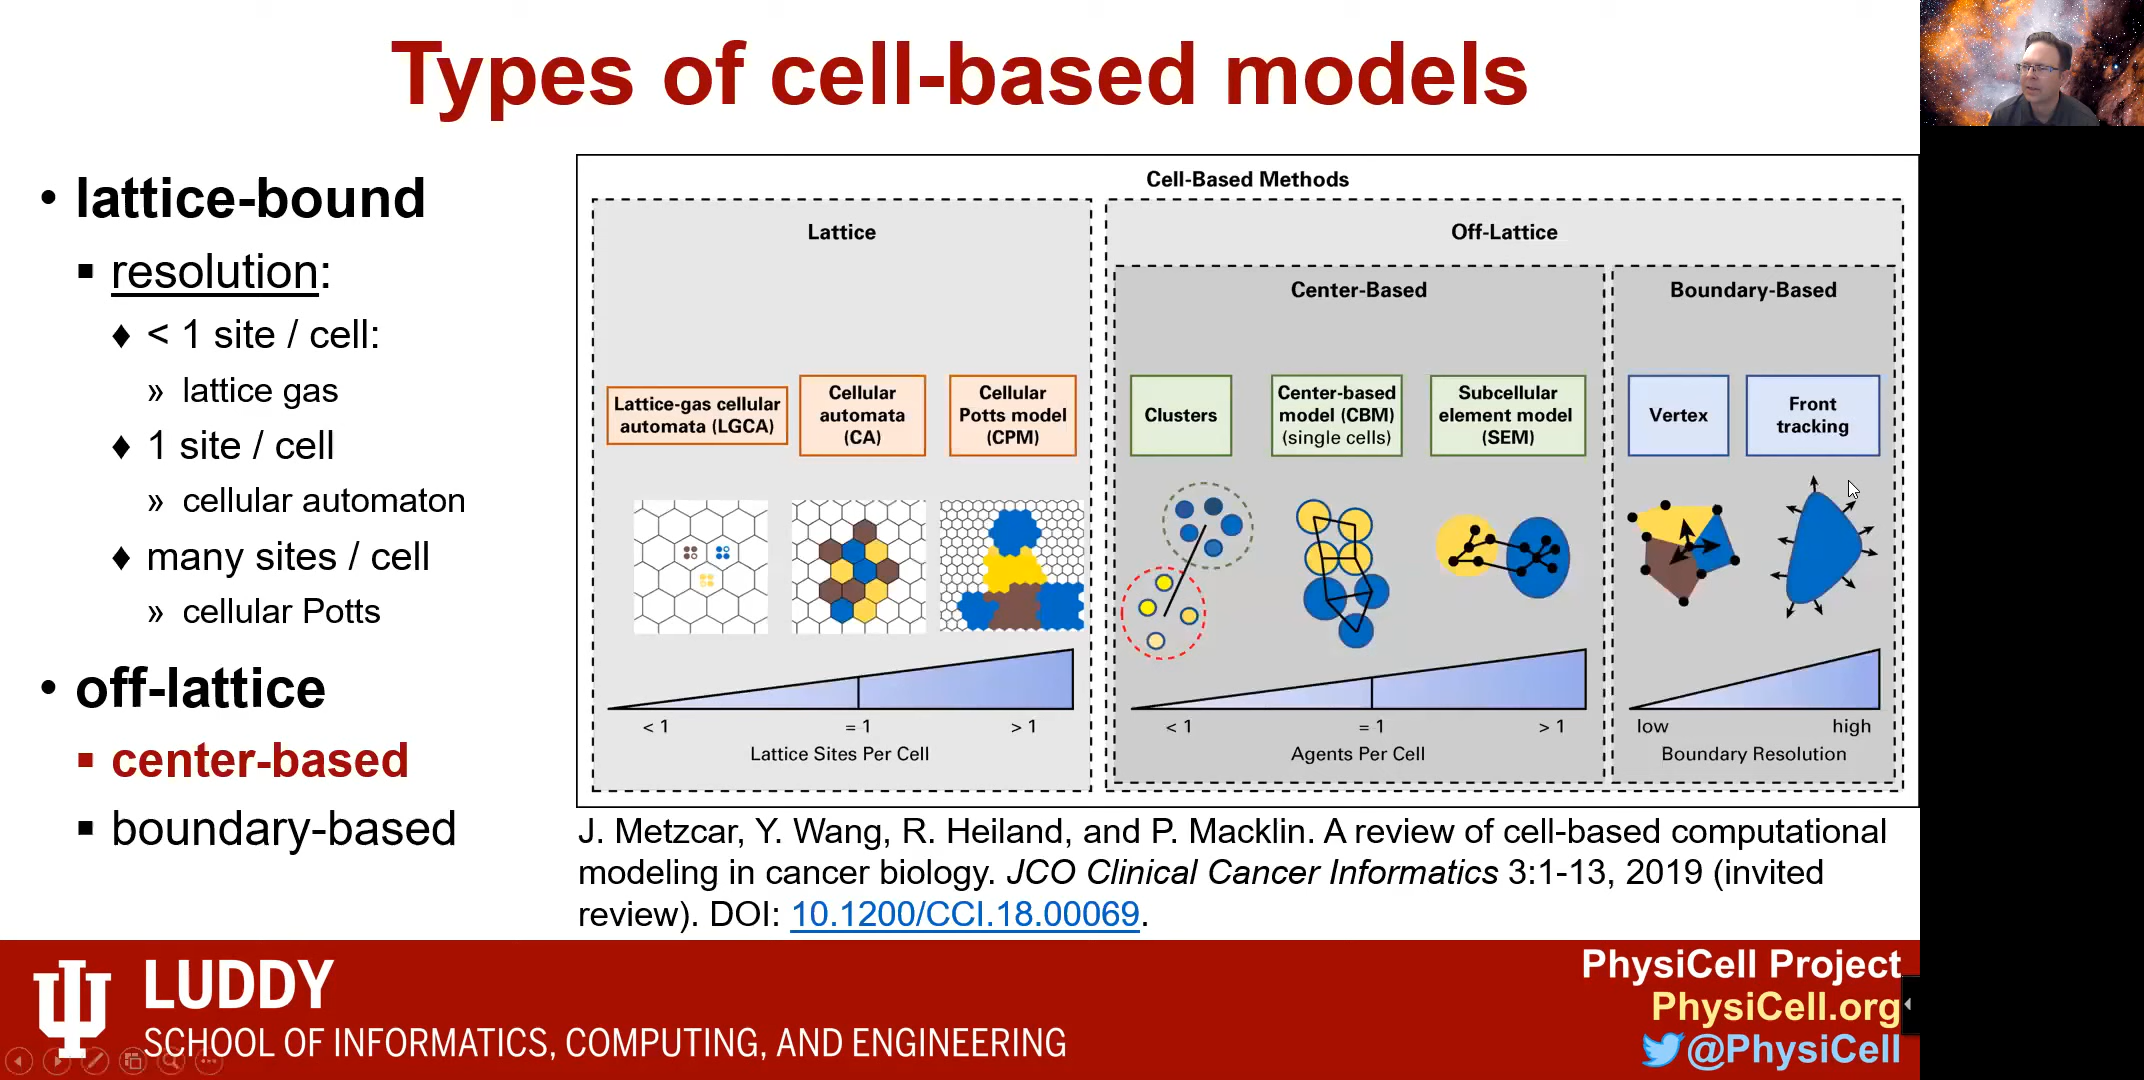 Types of cell-based models
• lattice-bound
▪ resolution:
♦ < 1 site / cell:
» lattice gas
♦ 1 site / cell
» cellular automaton
♦ many sites / cell
» cellular Potts
• off-lattice
▪ center-based
▪ boundary-based
Cell-Based Methods
Lattice
Lattice-gas cellular
automata (LGCA)
Cellular
automata
(CA)
Cellular
Potts model
(CPM)
< 1
= 1
> 1
Lattice Sites Per Cell
Off-Lattice
Center-Based
Clusters
Center-based
model (CBM)
(single cells)
Subcellular
element model
(SEM)
< 1
= 1
> 1
Agents Per Cell
Boundary-Based
Vertex
Front
tracking
low
high
Boundary Resolution
J. Metzcar, Y. Wang, R. Heiland, and P. Macklin. A review of cell-based computational
modeling in cancer biology. JCO Clinical Cancer Informatics 3:1-13, 2019 (invited
review). DOI: 10.1200/CCI.18.00069.
LUDDY
SCHOOL OF INFORMATICS, COMPUTING, AND ENGINEERING
PhysiCell Project
PhysiCell.org
@PhysiCell